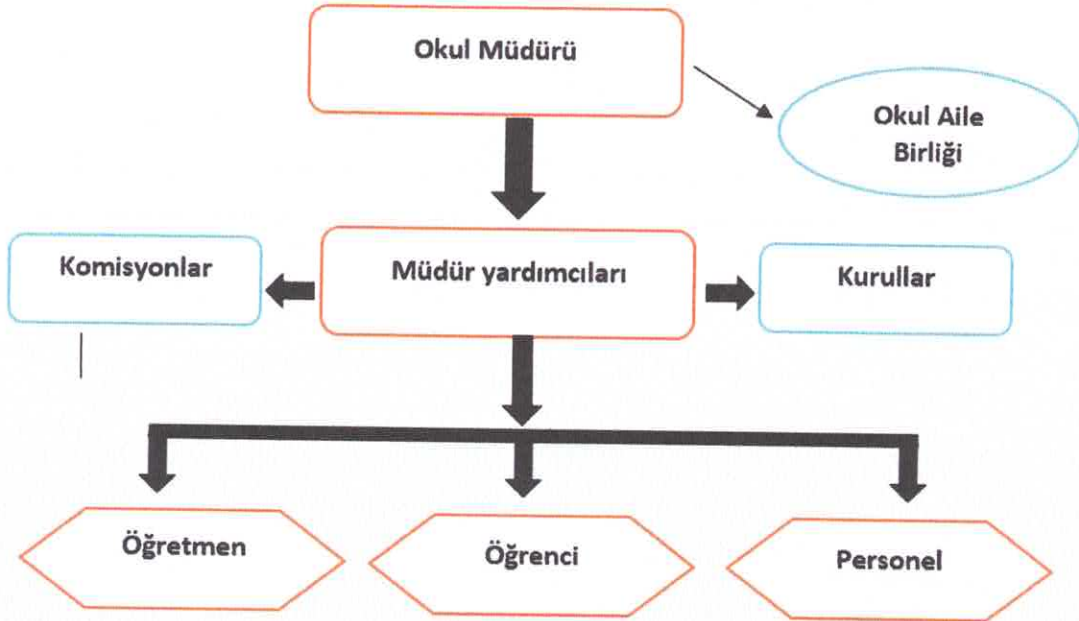 Okul Müdürü
Okul Aile
Birliği
Komisyonlar
Müdür yardımcıları
Kurullar
Öğretmen
Öğrenci
Personel